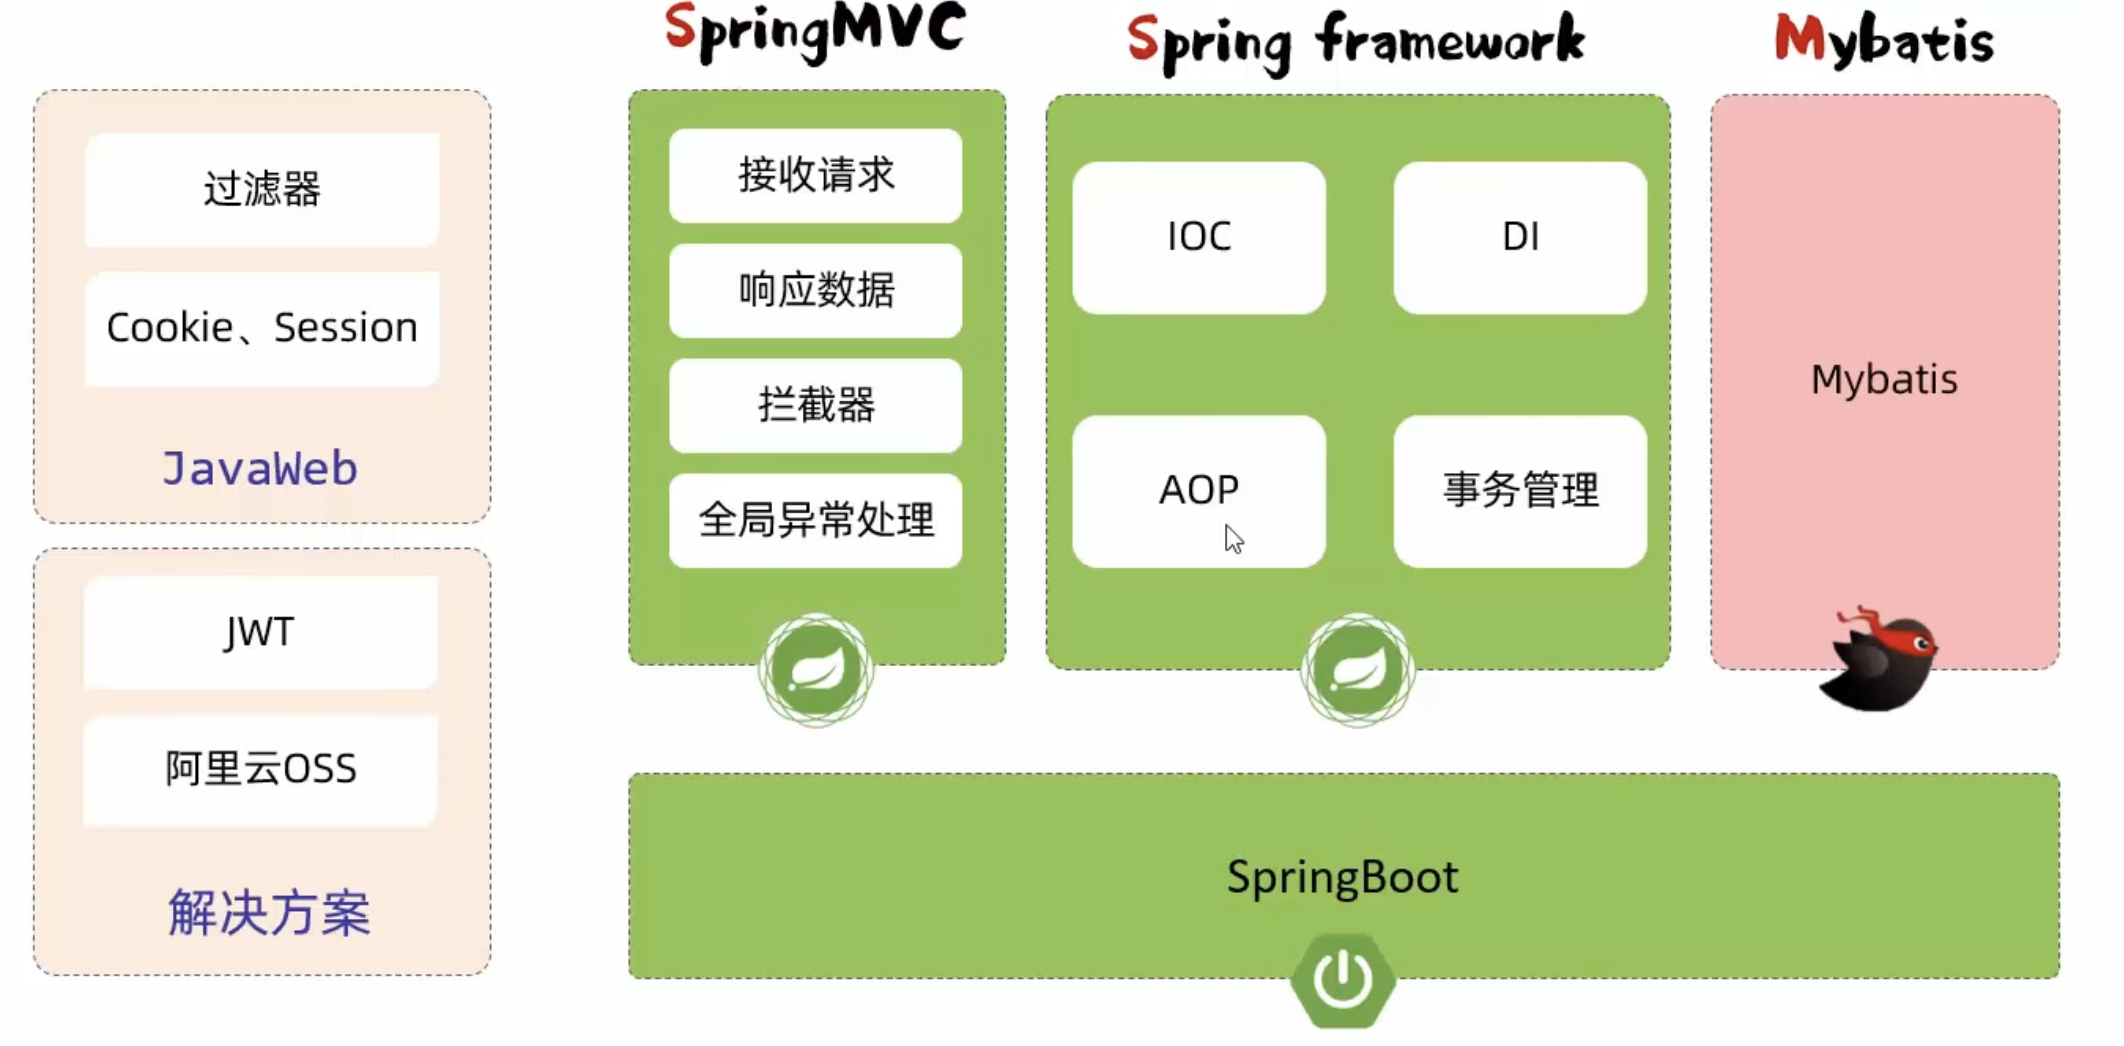 过滤器
Cookie、Session
JavaWeb
JWT
阿里云OSS
解决方案
SpringMVC
接收请求
响应数据
拦截器
全局异常处理
Spring framework
IOC
DI
AOP
事务管理
Mybatis
Mybatis
SpringBoot